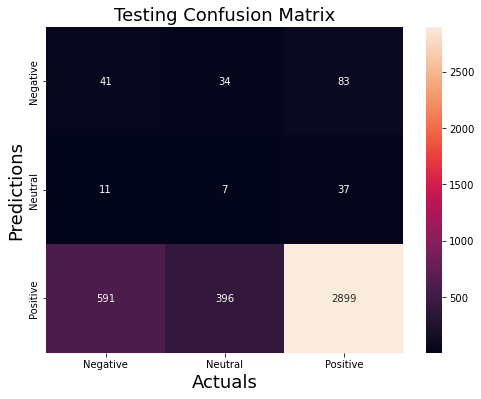 Testing Confusion Matrix
Predictions
Negative
41 34 83
Neutral
11 7 37
Positive
591 396 2899
Negative Neutral Positive
Actuals
2500
2000
1500
1000
500